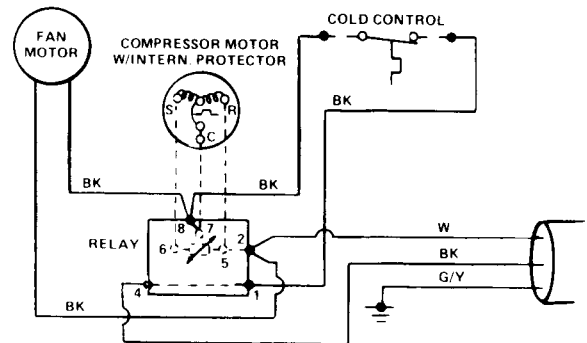 FAN
MOTOR
COMPRESSOR MOTOR
W/INTERN. PROTECTOR
COLD CONTROL
S
R
C
BK
BK
BK
8
7
W
RELAY
6
5
2
BK
G/Y
4
1
BK